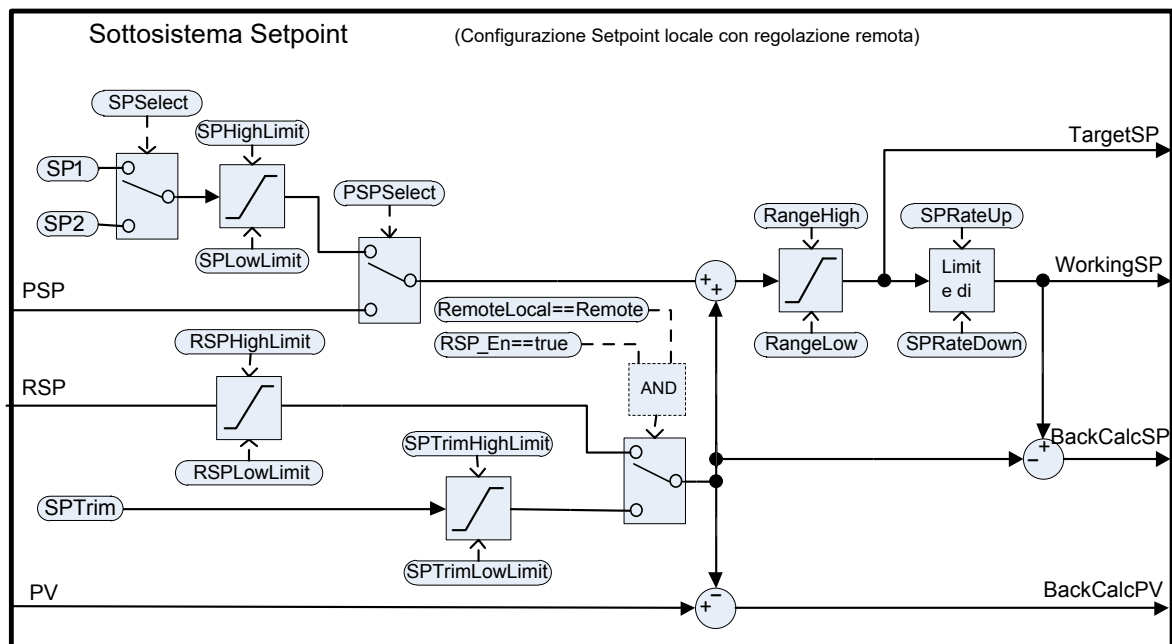 Sottosistema Setpoint
(Configurazione Setpoint locale con regolazione remota)
SPSelect
SPHighLimit
TargetSP
SP1
PSPSelect
RangeHigh
SPRateUp
SP2
SPLowLimit
Limit
e di
WorkingSP
PSP
RemoteLocal==Remote
RSPHighLimit
RSP_En==true
RangeLow
SPRateDown
RSP
AND
SPTrimHighLimit
BackCalcSP
RSPLowLimit
SPTrim
SPTrimLowLimit
PV
BackCalcPV